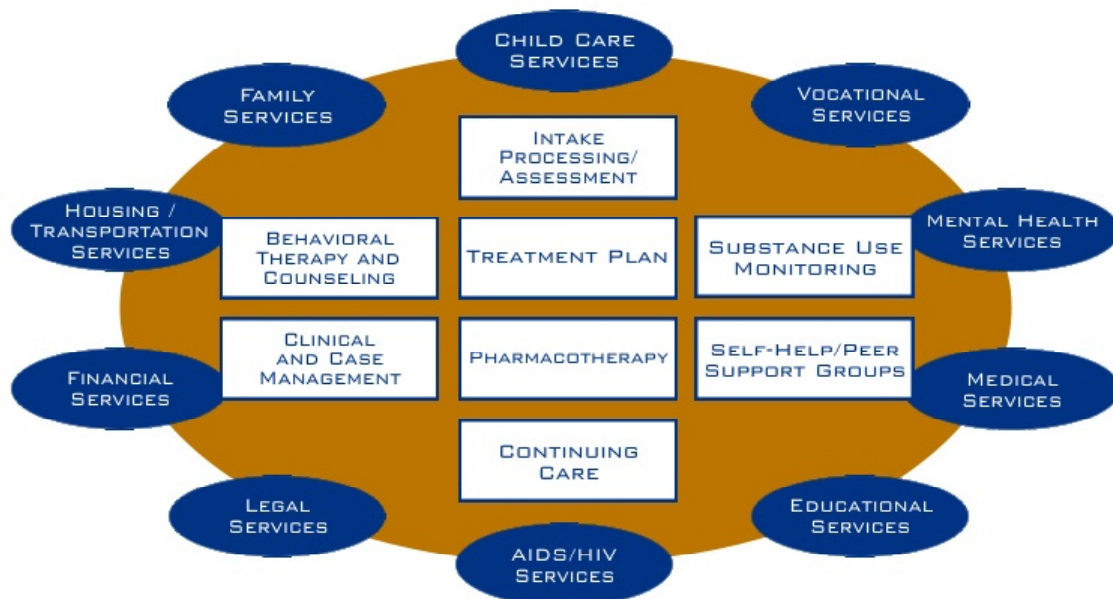 CHILD CARE
SERVICES
FAMILY
SERVICES
VOCATIONAL
SERVICES
INTAKE
PROCESSING/
ASSESSMENT
HOUSING /
TRANSPORTATION
SERVICES
BEHAVIORAL
THERAPY AND
COUNSELING
TREATMENT PLAN
SUBSTANCE USE
MONITORING
MENTAL HEALTH
SERVICES
FINANCIAL
SERVICES
CLINICAL
AND CASE
MANAGEMENT
PHARMACOTHERAPY
SELF-HELP/PEER
SUPPORT GROUPS
MEDICAL
SERVICES
CONTINUING
CARE
LEGAL
SERVICES
EDUCATIONAL
SERVICES
AIDS/HIV
SERVICES